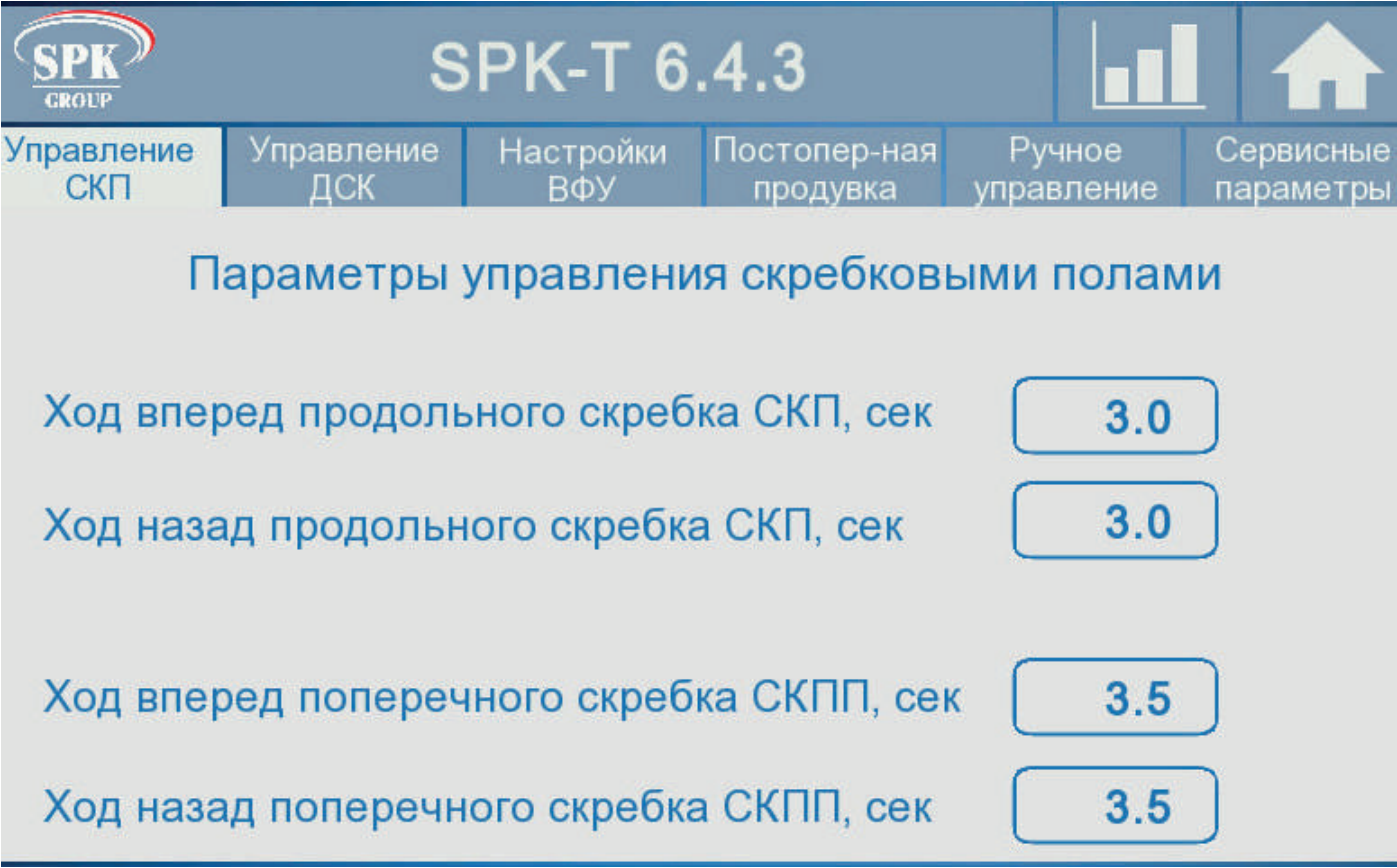 SPK
GROUP
SPK-T 6.4.3
Управление
СКП
Управление
ДСК
Настройки
ВФУ
Постопер-ная
продувка
Ручное
управление
Сервисные
параметры
Параметры управления скребковыми полами
Ход вперед продольного скребка СКП, сек 3.0
Ход назад продольного скребка СКП, сек 3.0
Ход вперед поперечного скребка СКПП, сек 3.5
Ход назад поперечного скребка СКПП, сек 3.5